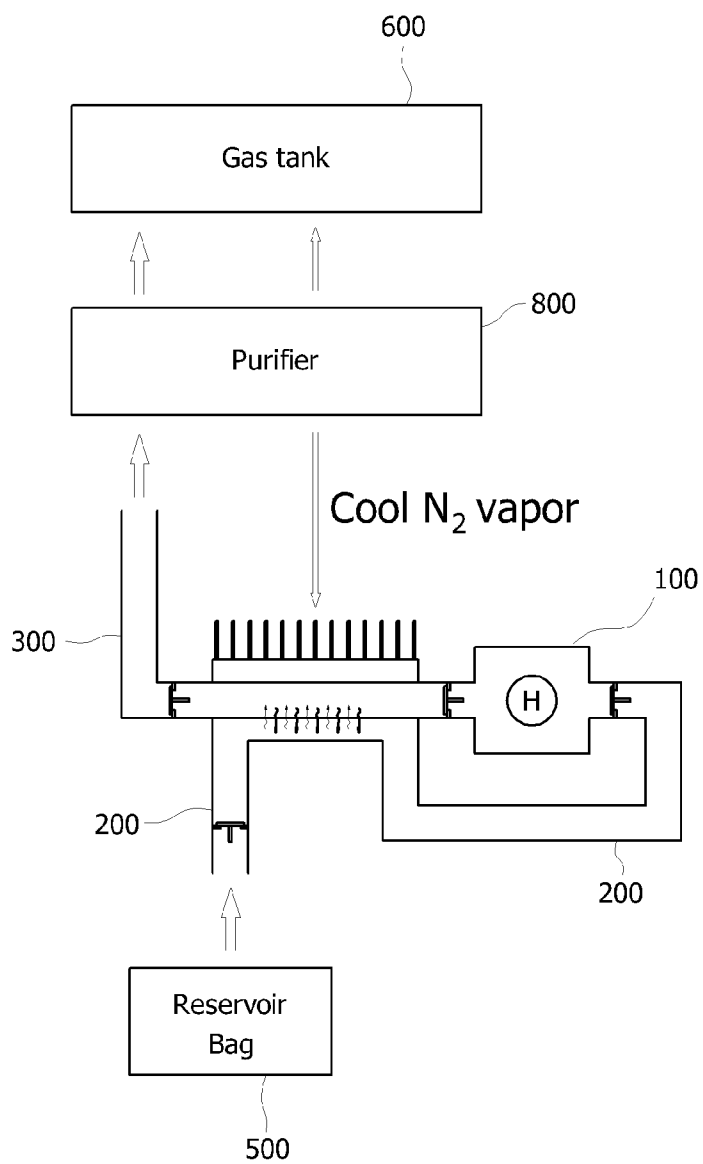 600
Gas tank
800
Purifier
Cool N₂ vapor
100
300
H
200
200
Reservoir
Bag
500